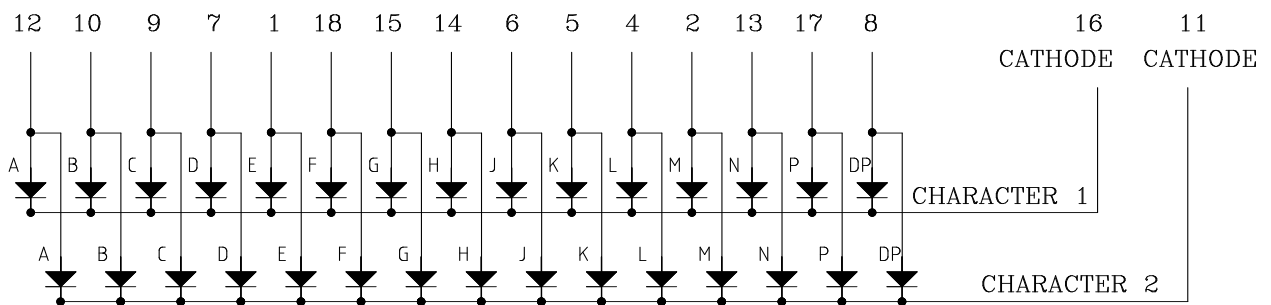 12 10 9 7 1 18 15 14 6 5 4 2 13 17 8 16 11
CATHODE CATHODE
A B C D E F G H J K L M N P DP
CHARACTER 1
A B C D E F G H J K L M N P DP
CHARACTER 2